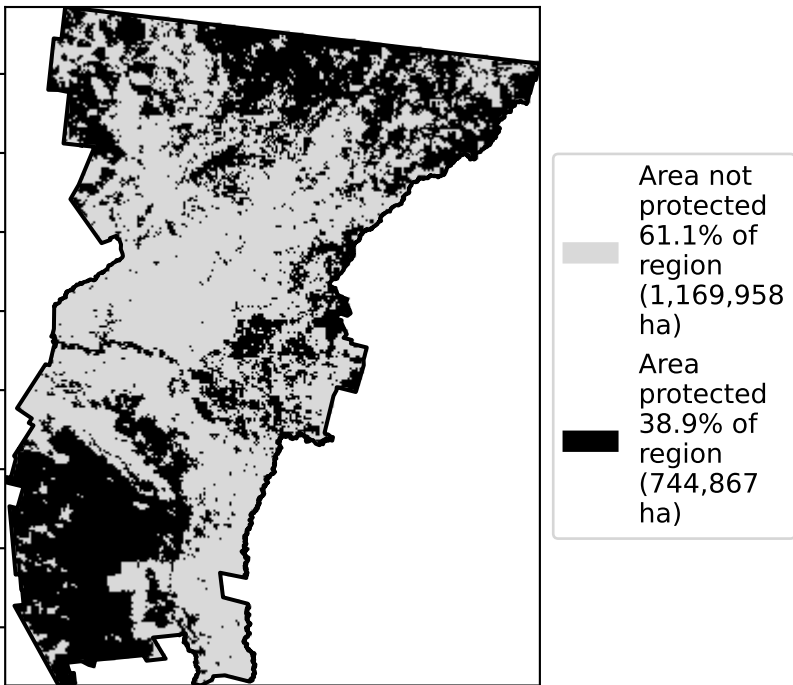 Area not
protected
61.1% of
region
(1,169,958
ha)
Area
protected
38.9% of
region
(744,867
ha)